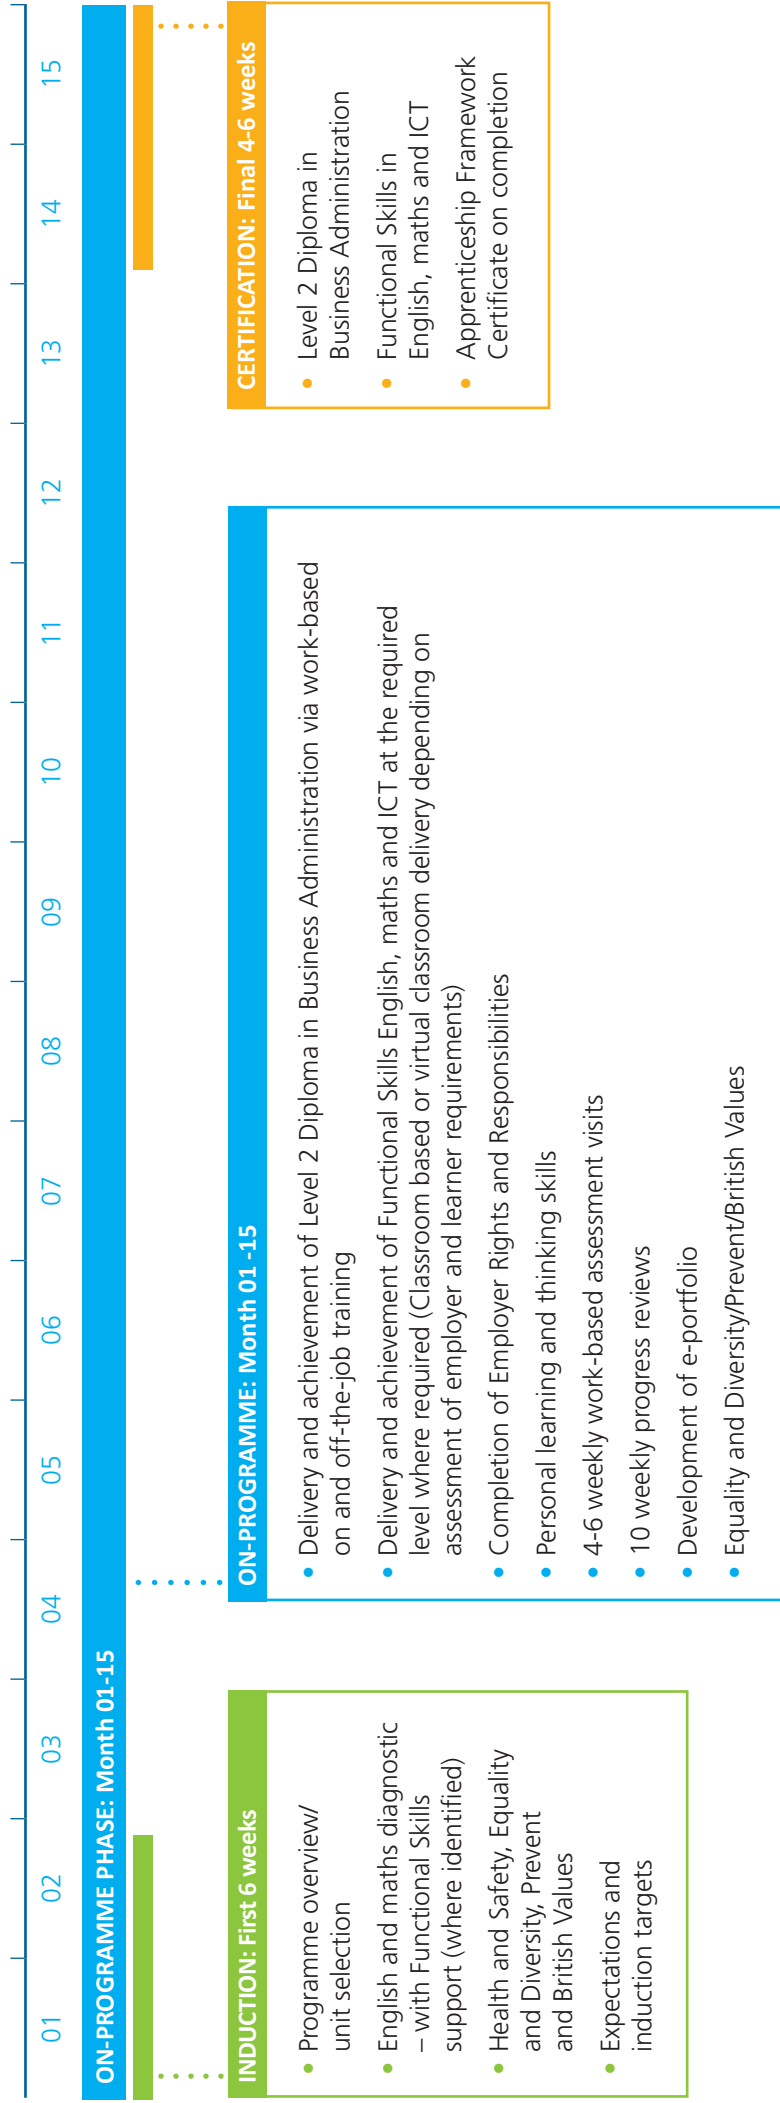 01 02 03 04 05 06 07 08 09 10 11 12 13 14 15
ON-PROGRAMME PHASE: Month 01-15
INDUCTION: First 6 weeks
• Programme overview/
unit selection
• English and maths diagnostic
– with Functional Skills
support (where identified)
• Health and Safety, Equality
and Diversity, Prevent
and British Values
• Expectations and
induction targets
ON-PROGRAMME: Month 01 -15
• Delivery and achievement of Level 2 Diploma in Business Administration via work-based
on and off-the-job training
• Delivery and achievement of Functional Skills English, maths and ICT at the required
level where required (Classroom based or virtual classroom delivery depending on
assessment of employer and learner requirements)
• Completion of Employer Rights and Responsibilities
• Personal learning and thinking skills
• 4-6 weekly work-based assessment visits
• 10 weekly progress reviews
• Development of e-portfolio
• Equality and Diversity/Prevent/British Values
CERTIFICATION: Final 4-6 weeks
• Level 2 Diploma in
Business Administration
• Functional Skills in
English, maths and ICT
• Apprenticeship Framework
Certificate on completion